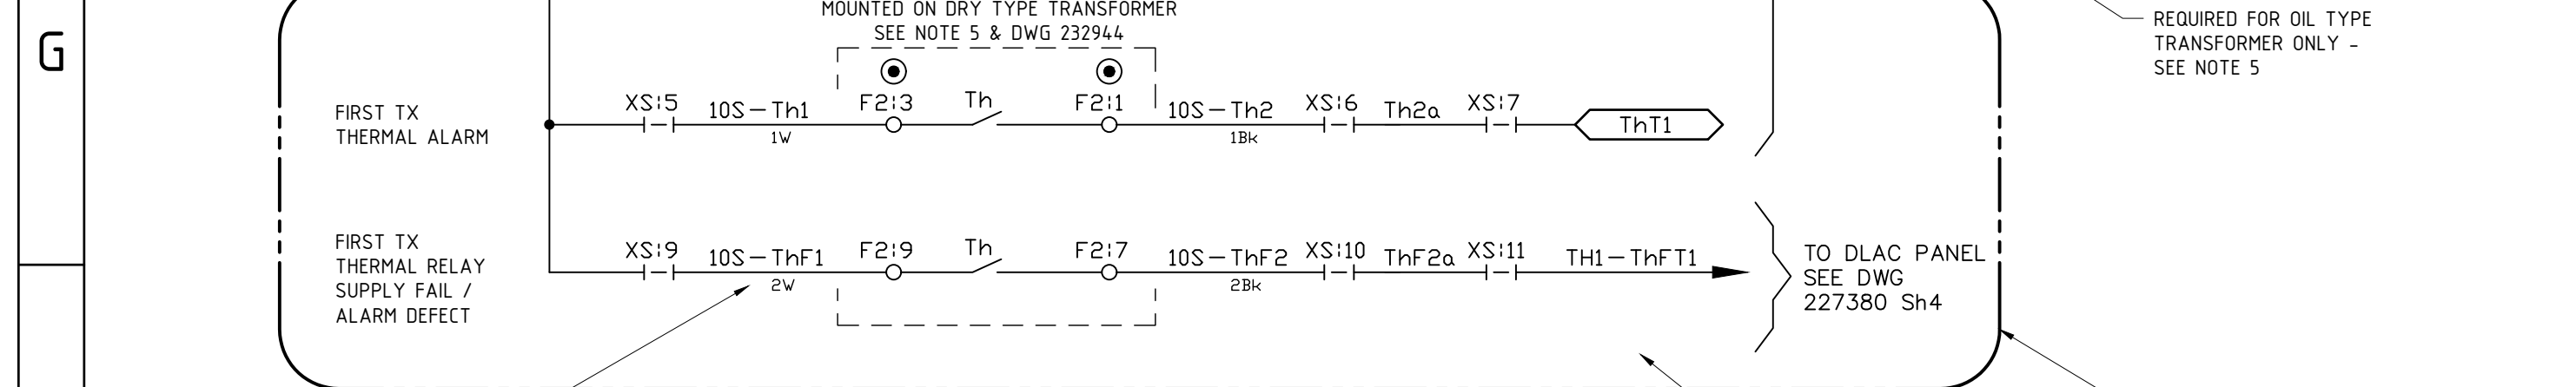 G
MOUNTED ON DRY TYPE TRANSFORMER
SEE NOTE 5 & DWG 232944
REQUIRED FOR OIL TYPE
TRANSFORMER ONLY -
SEE NOTE 5
FIRST TX
THERMAL ALARM
XS:5 10S-Th1 F2:3 Th F2:1 10S-Th2 XS:6 Th2a XS:7 ThT1
1W 1Bk
FIRST TX
THERMAL RELAY
SUPPLY FAIL /
ALARM DEFECT
XS:9 10S-ThF1 F2:9 Th F2:7 10S-ThF2 XS:10 ThF2a XS:11 TH1-ThFT1
2W 2Bk
TO DLAC PANEL
SEE DWG
227380 Sh4